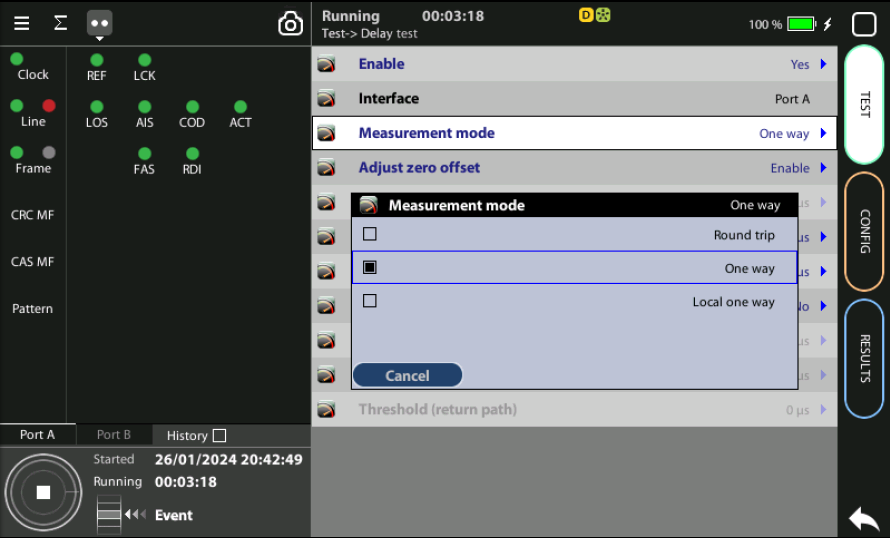 Running 00:03:18
Test-> Delay test
D
100 %
Σ
Clock
REF
LCK
Line
LOS
AIS
COD
ACT
Frame
FAS
RDI
CRC MF
CAS MF
Pattern
Port A
Port B
History
Started 26/01/2024 20:42:49
Running 00:03:18
Event
Enable Yes
Interface Port A
Measurement mode One way
Adjust zero offset Enable
µs
µs
µs
No
µs
µs
Threshold (return path) 0 µs
Measurement mode One way
Round trip
One way
Local one way
Cancel
TEST
CONFIG
RESULTS